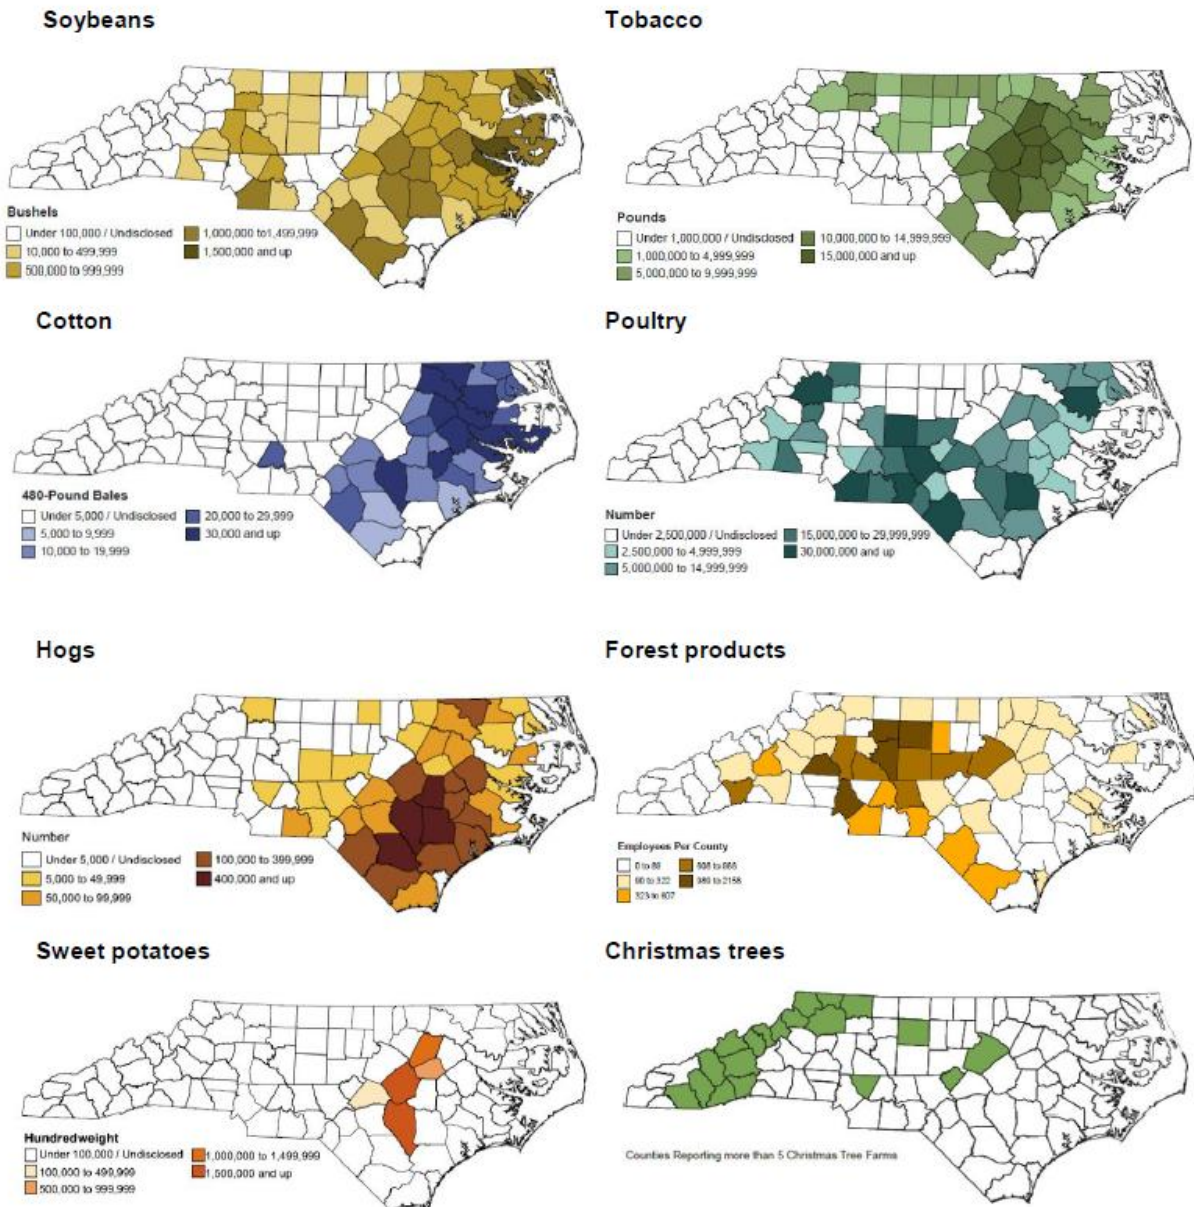 Soybeans
Tobacco
Bushels
Under 100,000 / Undisclosed
1,000,000 to1,499,999
10,000 to 499,999
1,500,000 and up
500,000 to 999,999
Pounds
Under 1,000,000 / Undisclosed
10,000,000 to 14,999,999
1,000,000 to 4,999,999
15,000,000 and up
5,000,000 to 9,999,999
Cotton
Poultry
480-Pound Bales
Under 5,000 / Undisclosed
20,000 to 29,999
5,000 to 9,999
30,000 and up
10,000 to 19,999
Number
Under 2,500,000 / Undisclosed
15,000,000 to 29,999,999
2,500,000 to 4,999,999
30,000,000 and up
5,000,000 to 14,999,999
Hogs
Forest products
Number
Under 5,000 / Undisclosed
100,000 to 399,999
5,000 to 49,999
400,000 and up
50,000 to 99,999
Employees Per County
90 to 322
Sweet potatoes
Christmas trees
Hundredweight
Under 100,000 / Undisclosed
1,000,000 to 1,499,999
100,000 to 499,999
1,500,000 and up
500,000 to 999,999
Counties Reporting more than 5 Christmas Tree Farms